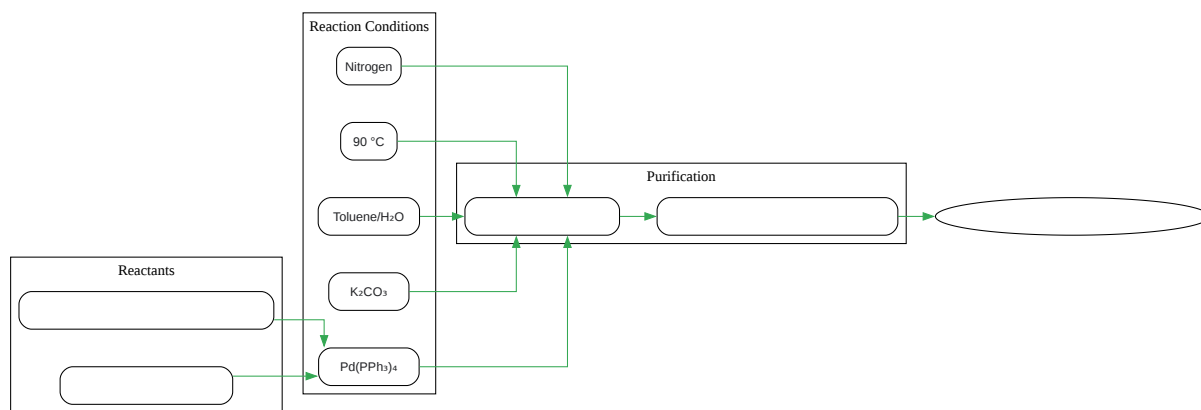 Reaction Conditions
Nitrogen
90 °C
Purification
Toluene/H₂O
Reactants
K₂CO₃
Pd(PPh₃)₄